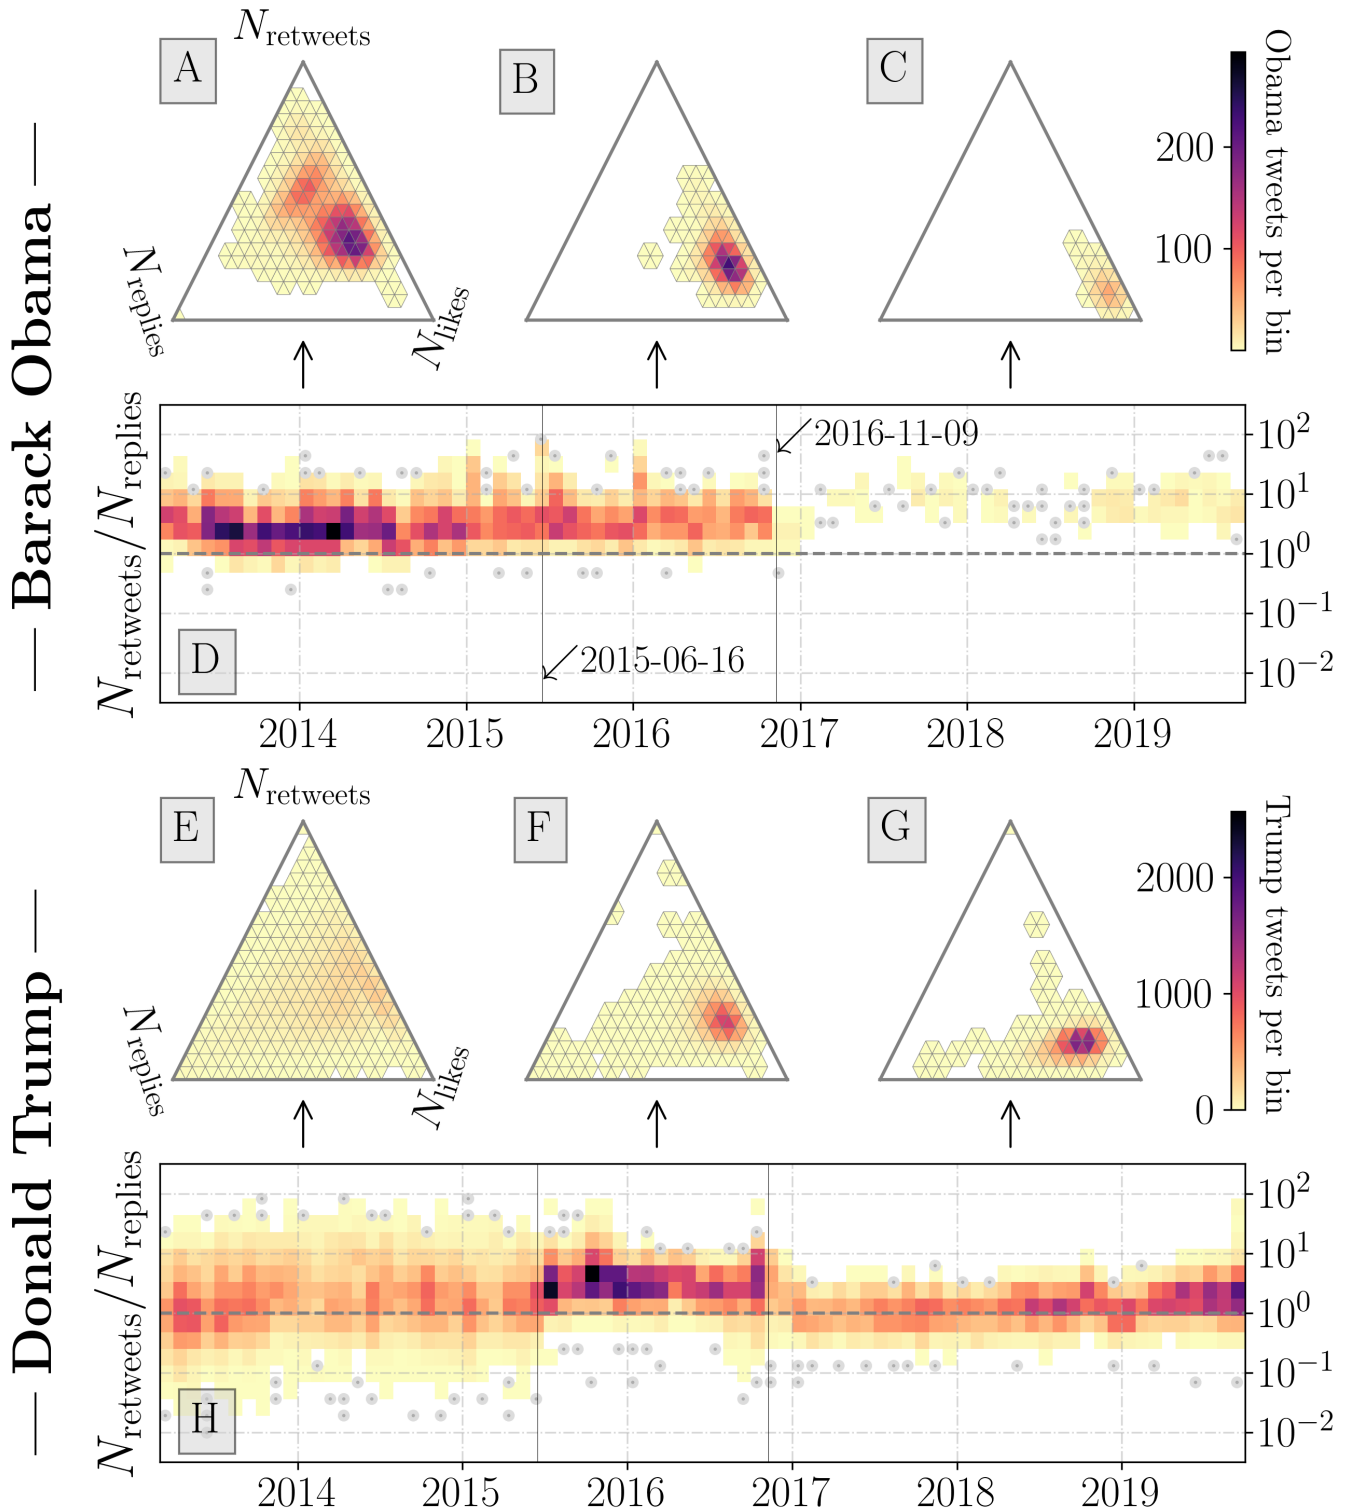 — Barack Obama —
A
N_retweets
B
C
Obama tweets per bin
200
100
N_replies
N_likes
N_retweets/N_replies
2016-11-09
2015-06-16
D
10^2
10^1
10^0
10^−1
10^−2
2014 2015 2016 2017 2018 2019
— Donald Trump —
E
N_retweets
F
G
Trump tweets per bin
2000
1000
0
N_replies
N_likes
N_retweets/N_replies
H
10^2
10^1
10^0
10^−1
10^−2
2014 2015 2016 2017 2018 2019